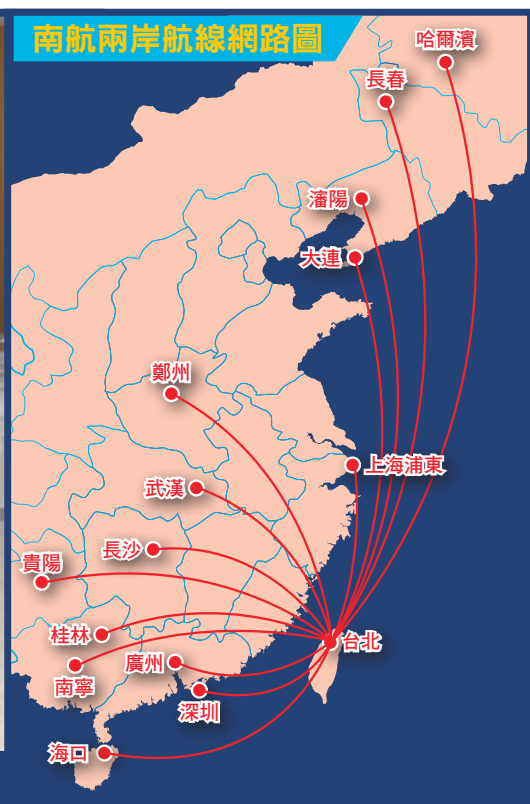 南航兩岸航線網路圖
哈爾濱
長春
瀋陽
大連
鄭州
上海浦東
武漢
長沙
貴陽
桂林
台北
廣州
南寧
深圳
海口